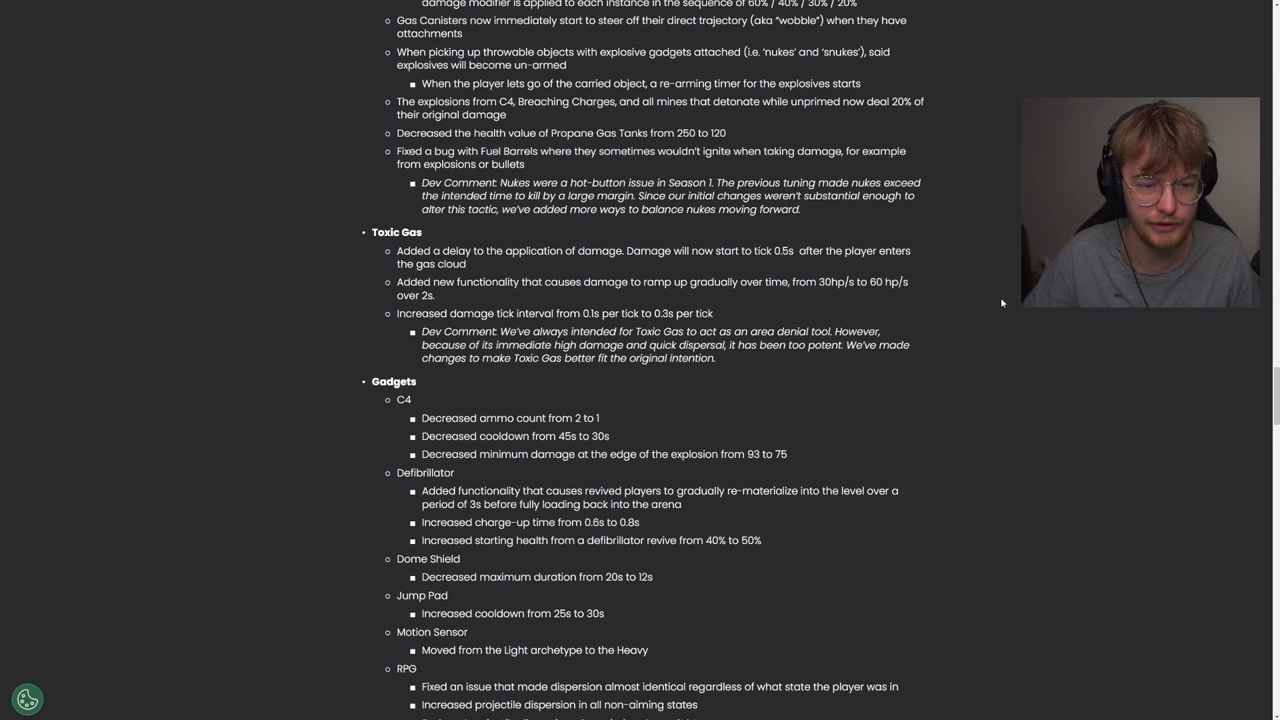 damage modifier is applied to each instance in the sequence of 60% / 40% / 30% / 20%
Gas Canisters now immediately start to steer off their direct trajectory (aka “wobble”) when they have
attachments
When picking up throwable objects with explosive gadgets attached (i.e. ‘nukes’ and ‘snukes’), said
explosives will become un-armed
When the player lets go of the carried object, a re-arming timer for the explosives starts
The explosions from C4, Breaching Charges, and all mines that detonate while unprimed now deal 20% of
their original damage
Decreased the health value of Propane Gas Tanks from 250 to 120
Fixed a bug with Fuel Barrels where they sometimes wouldn’t ignite when taking damage, for example
from explosions or bullets
Dev Comment: Nukes were a hot-button issue in Season 1. The previous tuning made nukes exceed
the intended time to kill by a large margin. Since our initial changes weren’t substantial enough to
alter this tactic, we’ve added more ways to balance nukes moving forward.
Toxic Gas
Added a delay to the application of damage. Damage will now start to tick 0.5s after the player enters
the gas cloud
Added new functionality that causes damage to ramp up gradually over time, from 30hp/s to 60 hp/s
over 2s.
Increased damage tick interval from 0.1s per tick to 0.3s per tick
Dev Comment: We’ve always intended for Toxic Gas to act as an area denial tool. However,
because of its immediate high damage and quick dispersal, it has been too potent. We’ve made
changes to make Toxic Gas better fit the original intention.
Gadgets
C4
Decreased ammo count from 2 to 1
Decreased cooldown from 45s to 30s
Decreased minimum damage at the edge of the explosion from 93 to 75
Defibrillator
Added functionality that causes revived players to gradually re-materialize into the level over a
period of 3s before fully loading back into the arena
Increased charge-up time from 0.6s to 0.8s
Increased starting health from a defibrillator revive from 40% to 50%
Dome Shield
Decreased maximum duration from 20s to 12s
Jump Pad
Increased cooldown from 25s to 30s
Motion Sensor
Moved from the Light archetype to the Heavy
RPG
Fixed an issue that made dispersion almost identical regardless of what state the player was in
Increased projectile dispersion in all non-aiming states